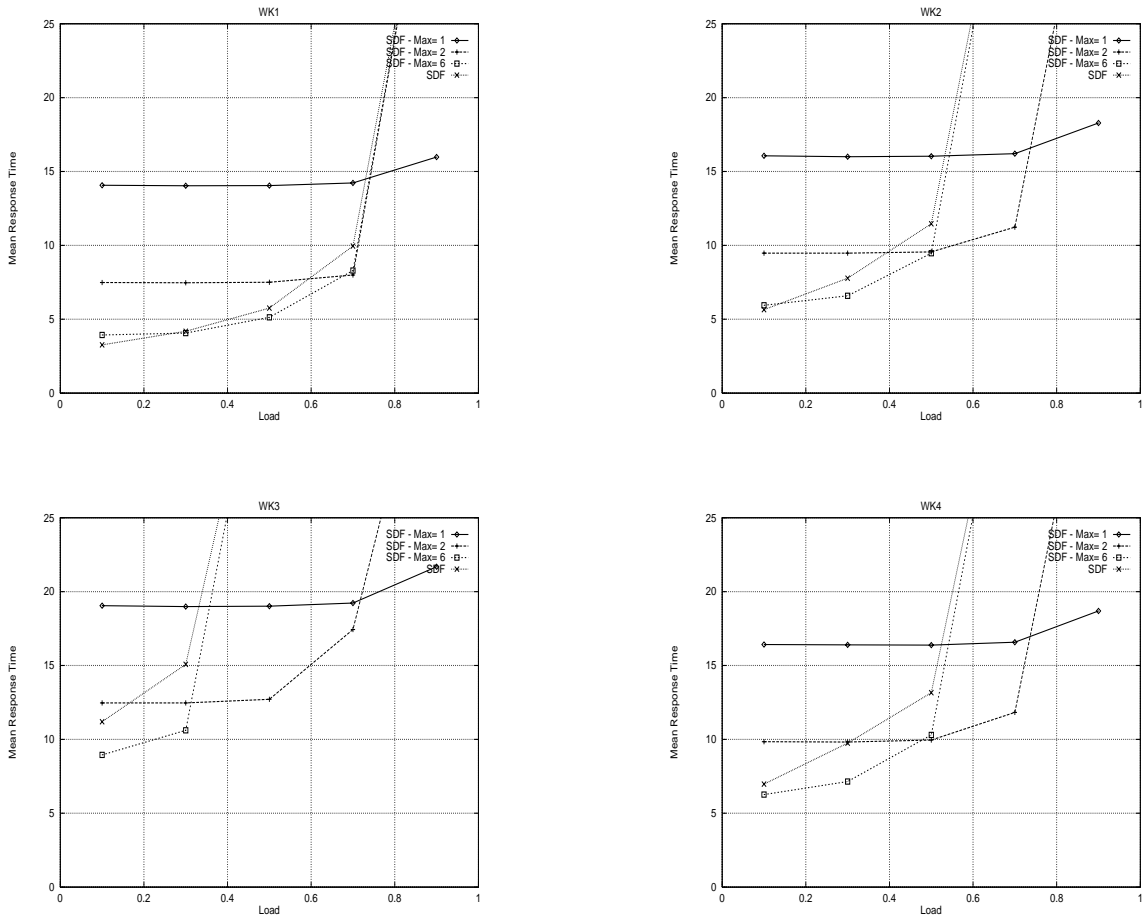 WK1
25
20
15
10
5
0
Mean Response Time
SDF - Max= 1
SDF - Max= 2
SDF - Max= 6
SDF
0 0.2 0.4 0.6 0.8 1
Load
WK2
25
20
15
10
5
0
Mean Response Time
SDF - Max= 1
SDF - Max= 2
SDF - Max= 6
SDF
0 0.2 0.4 0.6 0.8 1
Load
WK3
25
20
15
10
5
0
Mean Response Time
SDF - Max= 1
SDF - Max= 2
SDF - Max= 6
SDF
0 0.2 0.4 0.6 0.8 1
Load
WK4
25
20
15
10
5
0
Mean Response Time
SDF - Max= 1
SDF - Max= 2
SDF - Max= 6
SDF
0 0.2 0.4 0.6 0.8 1
Load